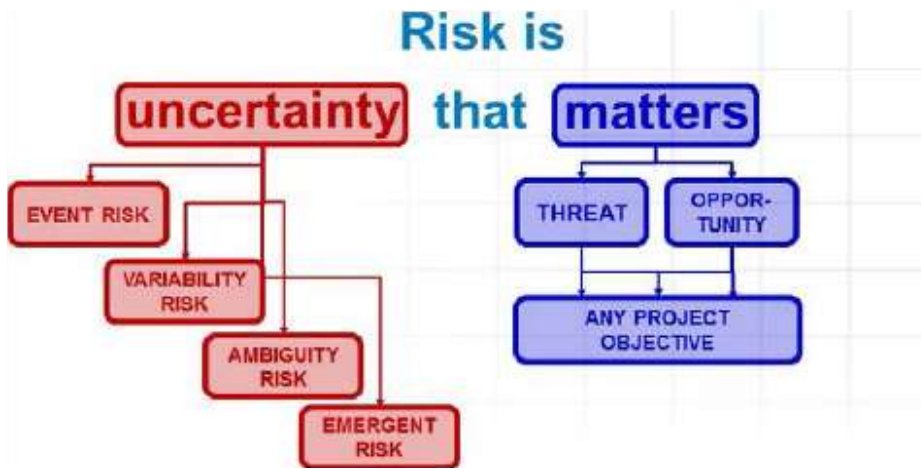 Risk is
uncertainty that matters
EVENT RISK
VARIABILITY
RISK
AMBIGUITY
RISK
EMERGENT
RISK
THREAT
OPPOR-
TUNITY
ANY PROJECT
OBJECTIVE